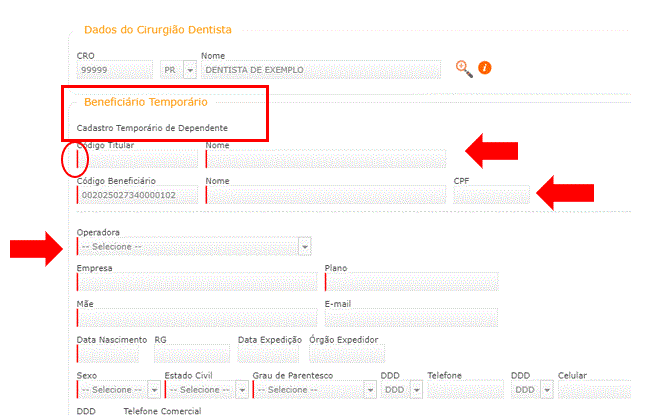 Dados do Cirurgião Dentista
CRO Nome
99999 PR DENTISTA DE EXEMPLO
Beneficiário Temporário
Cadastro Temporário de Dependente
Código Titular Nome
Código Beneficiário Nome CPF
002025027340000102
Operadora
-- Selecione --
Empresa Plano
Mãe E-mail
Data Nascimento RG Data Expedição Órgão Expedidor
Sexo Estado Civil Grau de Parentesco DDD Telefone DDD Celular
-- Selecione -- -- Selecione -- -- Selecione -- DDD DDD
DDD Telefone Comercial